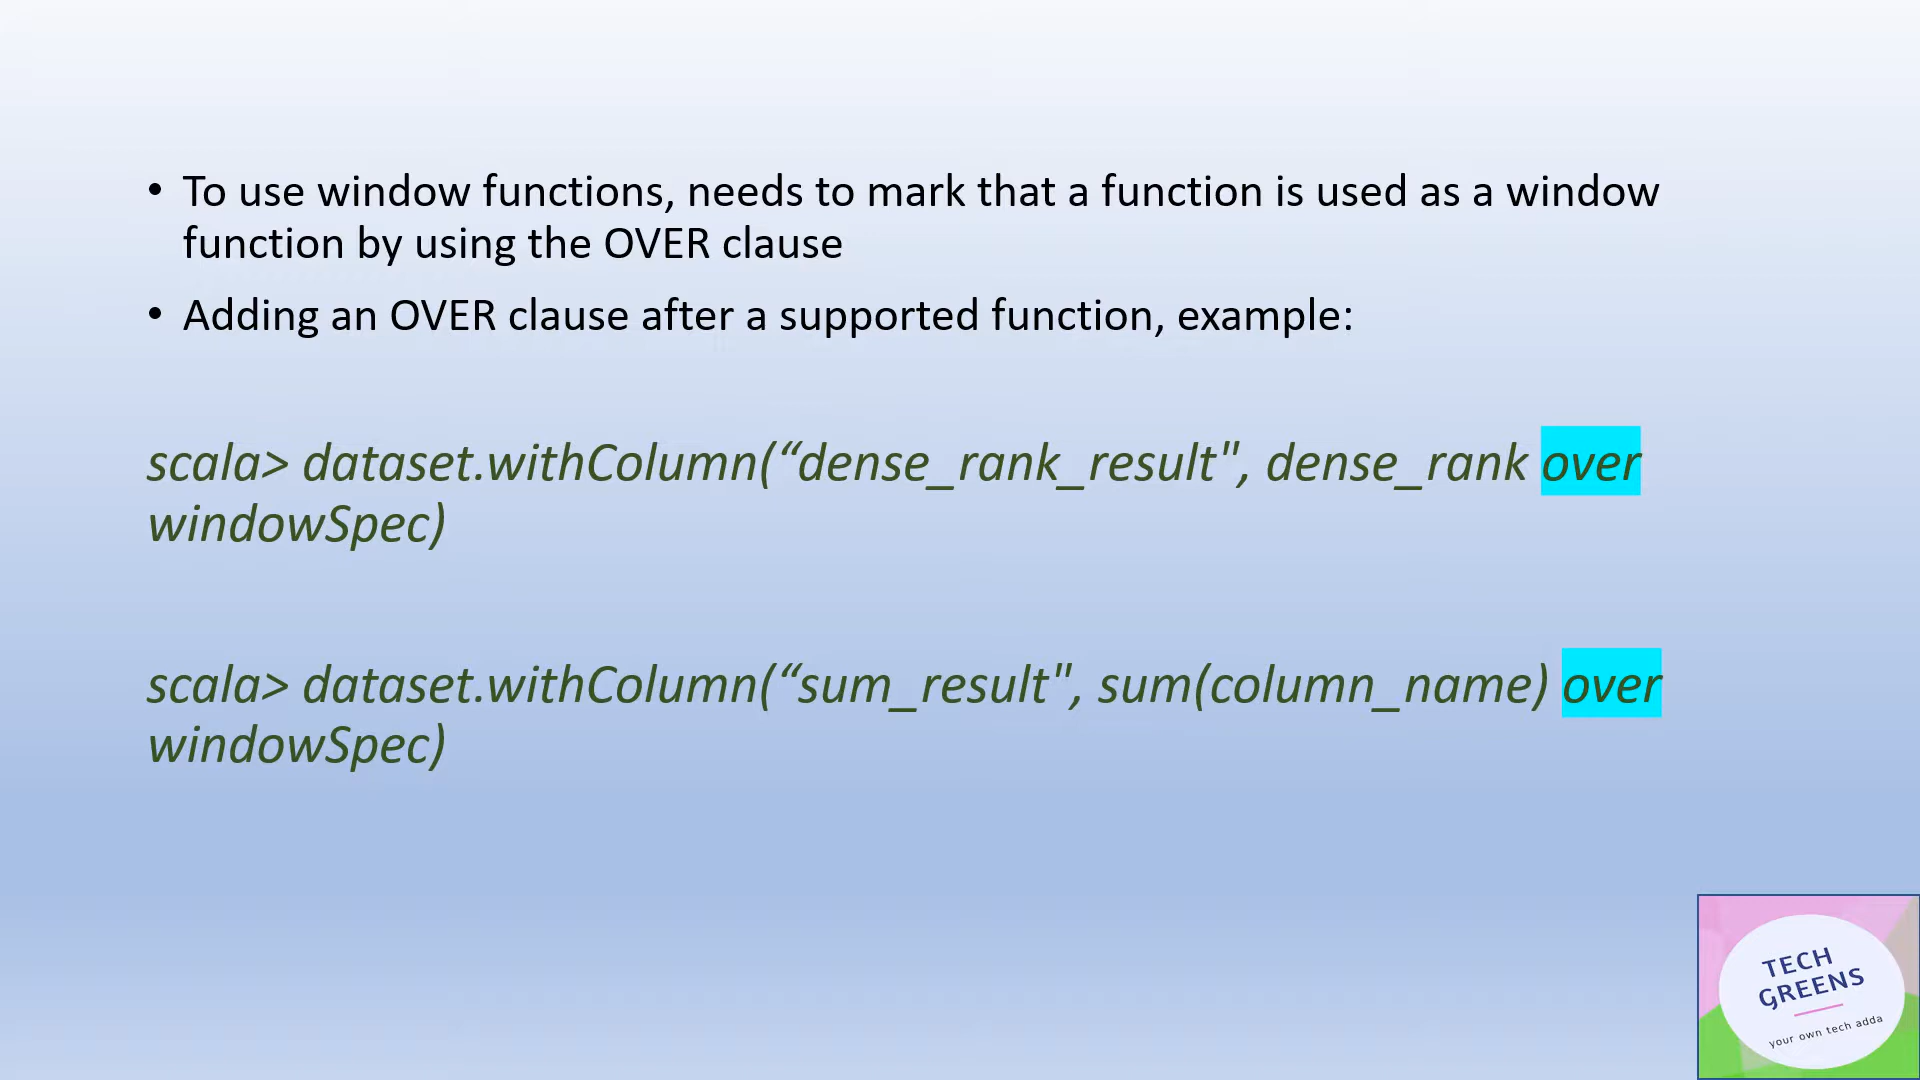 • To use window functions, needs to mark that a function is used as a window
function by using the OVER clause
• Adding an OVER clause after a supported function, example:
scala> dataset.withColumn(“dense_rank_result", dense_rank over
windowSpec)
scala> dataset.withColumn(“sum_result", sum(column_name) over
windowSpec)
TECH
GREENS
your own tech adda